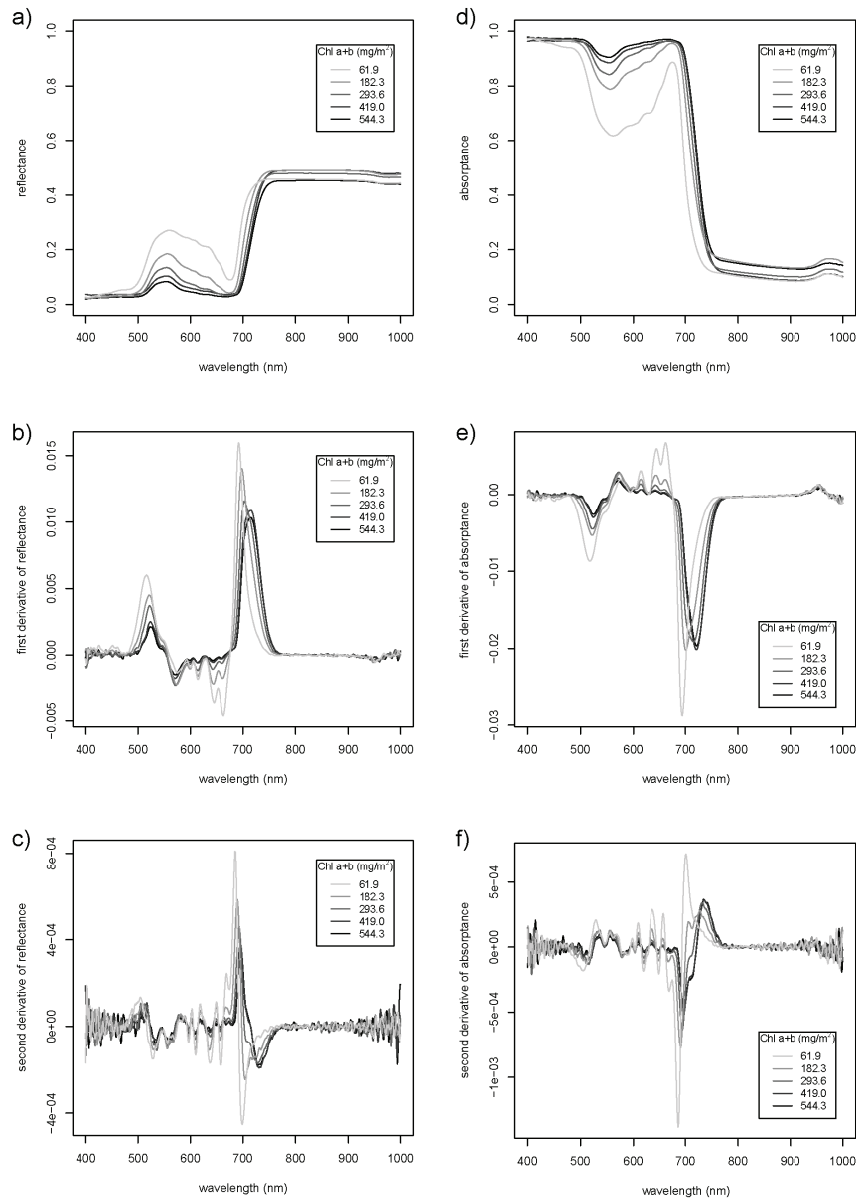 a)
reflectance
1.0
0.8
0.6
0.4
0.2
0.0
Chl a+b (mg/m²)
61.9
182.3
293.6
419.0
544.3
400 500 600 700 800 900 1000
wavelength (nm)
d)
absorptance
1.0
0.8
0.6
0.4
0.2
0.0
Chl a+b (mg/m²)
61.9
182.3
293.6
419.0
544.3
400 500 600 700 800 900 1000
wavelength (nm)
b)
first derivative of reflectance
0.015
0.010
0.005
0.000
−0.005
Chl a+b (mg/m²)
61.9
182.3
293.6
419.0
544.3
400 500 600 700 800 900 1000
wavelength (nm)
e)
first derivative of absorptance
0.00
−0.01
−0.02
−0.03
Chl a+b (mg/m²)
61.9
182.3
293.6
419.0
544.3
400 500 600 700 800 900 1000
wavelength (nm)
c)
second derivative of reflectance
8e−04
4e−04
0e+00
−4e−04
Chl a+b (mg/m²)
61.9
182.3
293.6
419.0
544.3
400 500 600 700 800 900 1000
wavelength (nm)
f)
second derivative of absorptance
5e−04
0e+00
−5e−04
−1e−03
Chl a+b (mg/m²)
61.9
182.3
293.6
419.0
544.3
400 500 600 700 800 900 1000
wavelength (nm)